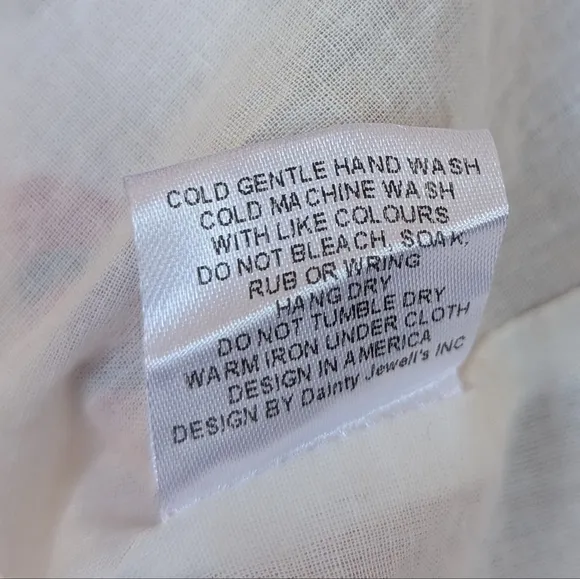 COLD GENTLE HAND WASH
COLD MACHINE WASH
WITH LIKE COLOURS
DO NOT BLEACH, SOAK,
RUB OR WRING
HANG DRY
DO NOT TUMBLE DRY
WARM IRON UNDER CLOTH
DESIGN IN AMERICA
DESIGN BY Dainty Jewell's INC